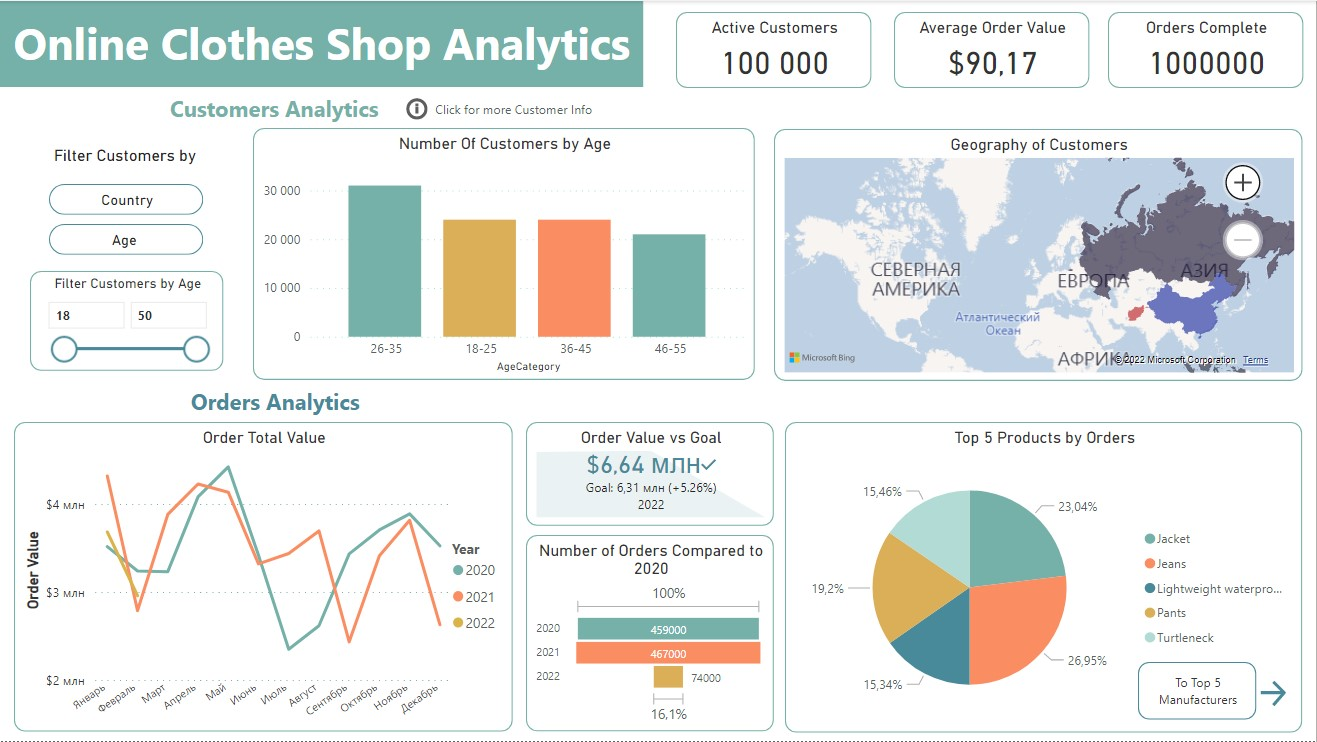 Online Clothes Shop Analytics
Active Customers
100 000
Average Order Value
$90,17
Orders Complete
1000000
Customers Analytics
Click for more Customer Info
Filter Customers by
Country
Age
Filter Customers by Age
18
50
Number Of Customers by Age
30 000
20 000
10 000
0
26-35
18-25
36-45
46-55
AgeCategory
Geography of Customers
СЕВЕРНАЯ
АМЕРИКА
ЕВРОПА
АЗИЯ
Атлантический
Океан
АФРИКА
Microsoft Bing
© 2022 Microsoft Corporation
Terms
Orders Analytics
Order Total Value
Order Value
$4 млн
$3 млн
$2 млн
Январь
Февраль
Март
Апрель
Май
Июнь
Июль
Август
Сентябрь
Октябрь
Ноябрь
Декабрь
Year
2020
2021
2022
Order Value vs Goal
$6,64 МЛН
Goal: 6,31 млн (+5.26%)
2022
Number of Orders Compared to
2020
100%
2020
459000
2021
467000
2022
74000
16,1%
Top 5 Products by Orders
15,46%
23,04%
19,2%
26,95%
15,34%
Jacket
Jeans
Lightweight waterpro...
Pants
Turtleneck
To Top 5
Manufacturers